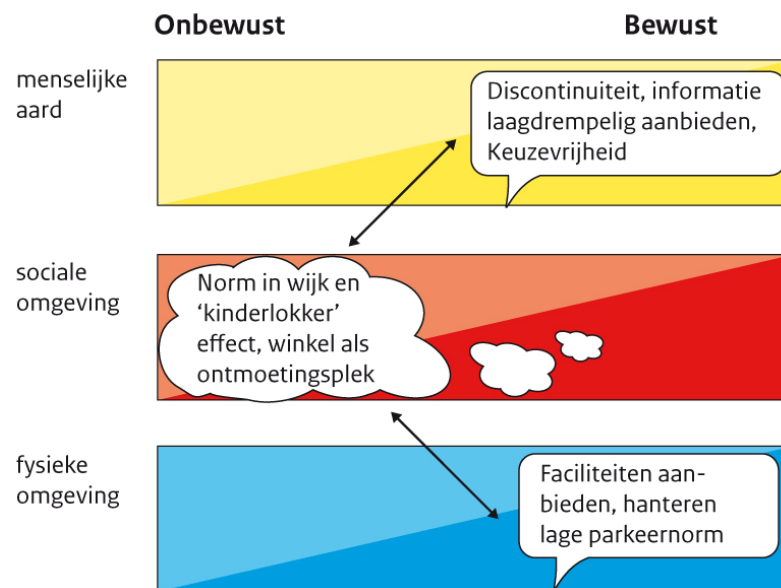 Onbewust Bewust
menselijke
aard
Discontinuiteit, informatie
laagdrempelig aanbieden,
Keuzevrijheid
sociale
omgeving
Norm in wijk en
‘kinderlokker’
effect, winkel als
ontmoetingsplek
fysieke
omgeving
Faciliteiten aan-
bieden, hanteren
lage parkeernorm